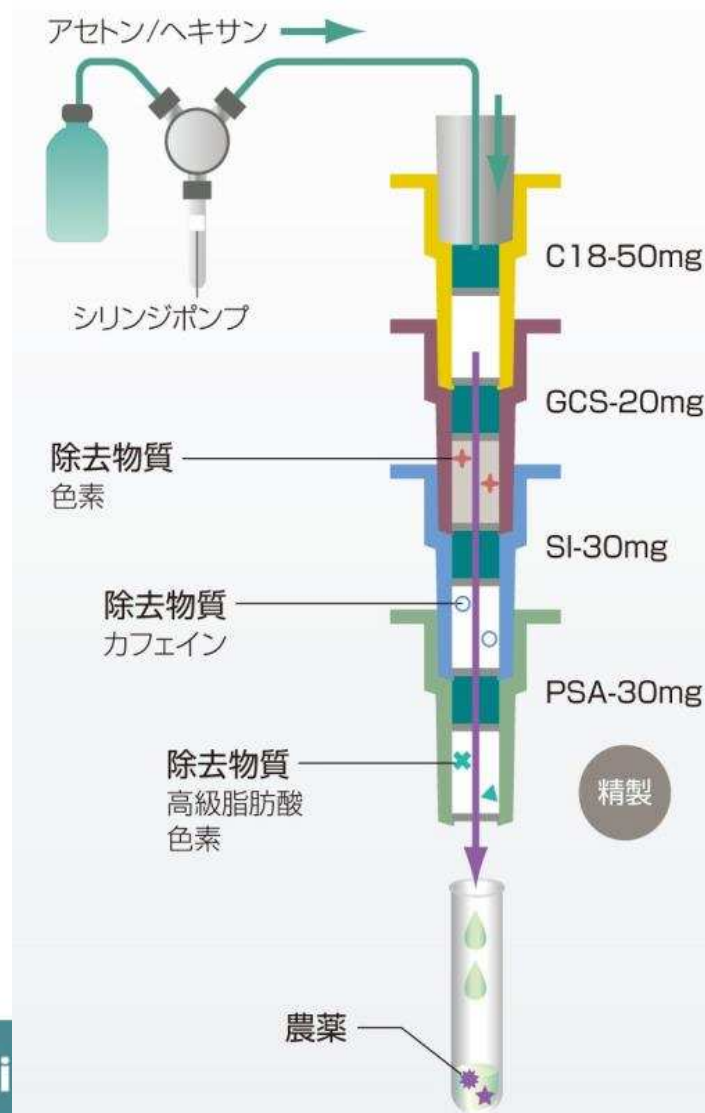 アセトン/ヘキサン
シリンジポンプ
C18-50mg
GCS-20mg
除去物質
色素
SI-30mg
除去物質
カフェイン
PSA-30mg
除去物質
高級脂肪酸
色素
精製
農薬
i